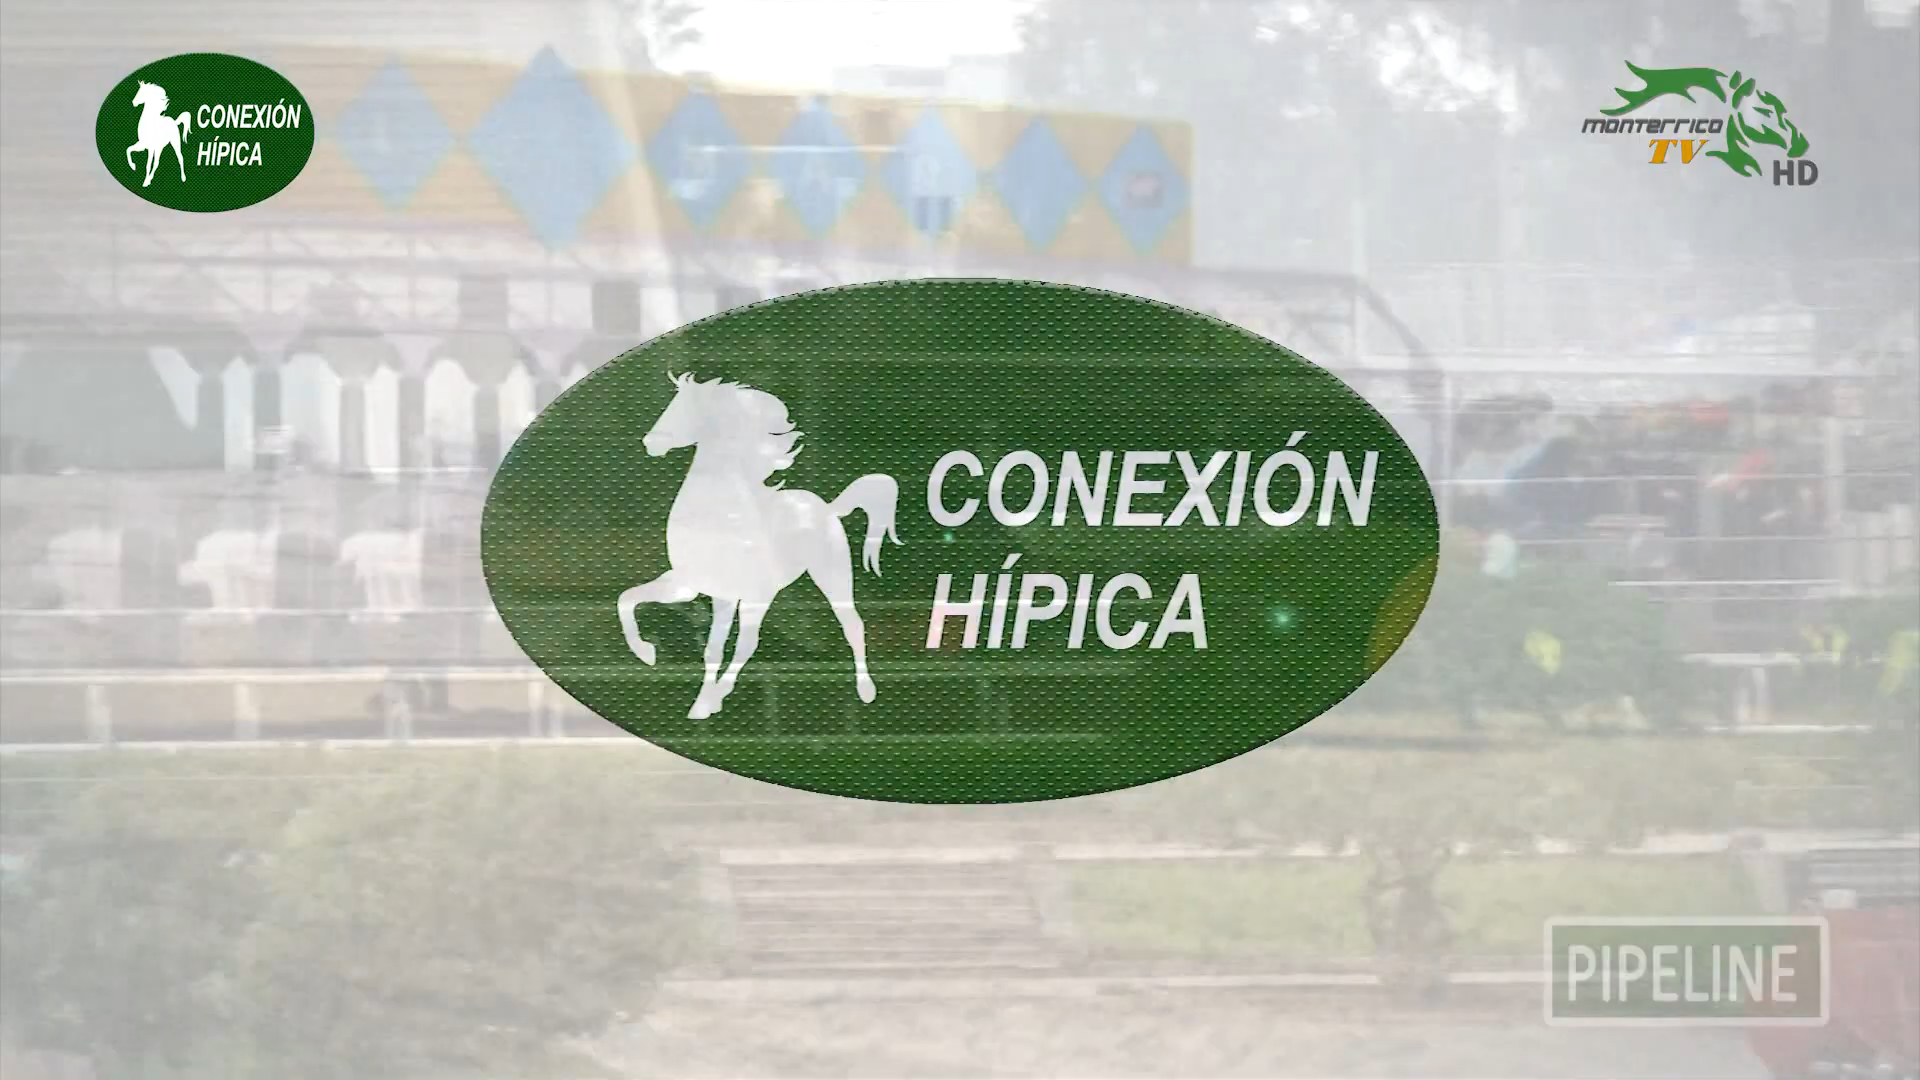 CONEXIÓN
HÍPICA
MONTERRICO
TV
HD
CONEXIÓN
HÍPICA
PIPELINE